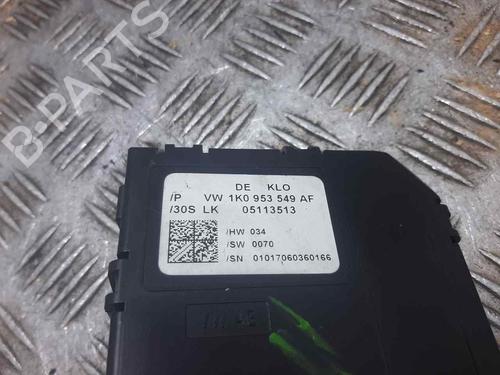 B-PARTS
DE KLO
/P VW 1K0 953 549 AF
/30S LK 05113513
/HW 034
/SW 0070
/SN 01017060360166